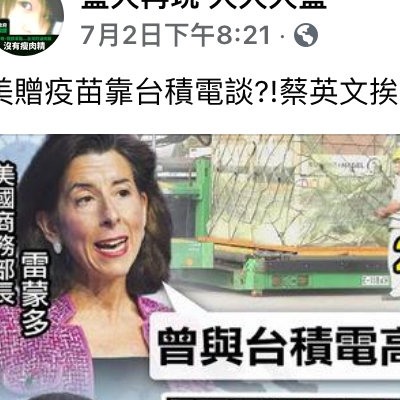 沒有瘦肉精
7月2日下午8:21
美贈疫苗靠台積電談?!蔡英文挨
美國商務部長
雷蒙多
曾與台積電高